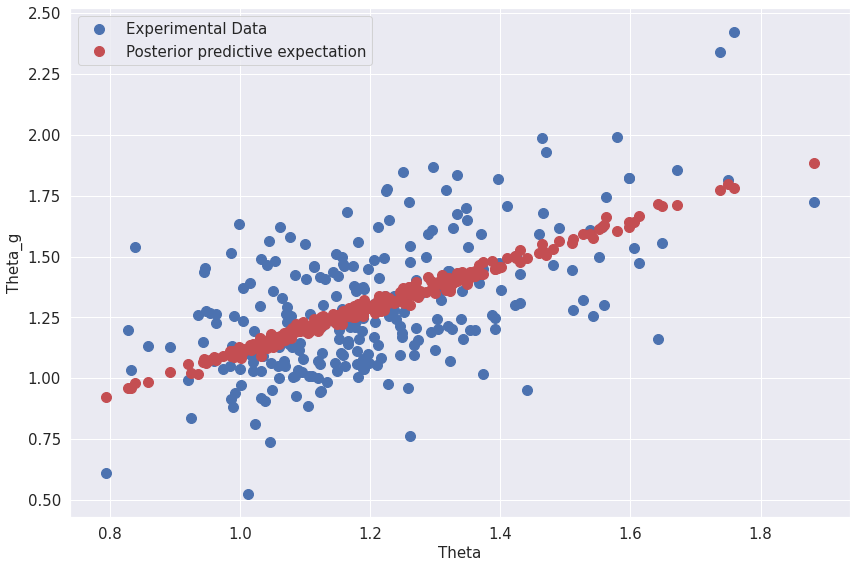 2.50
Experimental Data
Posterior predictive expectation
2.25
2.00
1.75
1.50
Theta_g
1.25
1.00
0.75
0.50
0.8 1.0 1.2 1.4 1.6 1.8
Theta